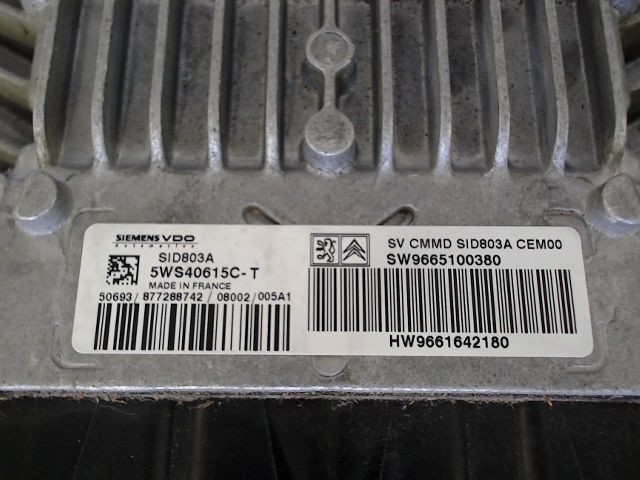 SIEMENS VDO
Automotive
SID803A
5WS40615C-T
MADE IN FRANCE
50693/877288742/08002/005A1
SV CMMD SID803A CEM00
SW9665100380
HW9661642180